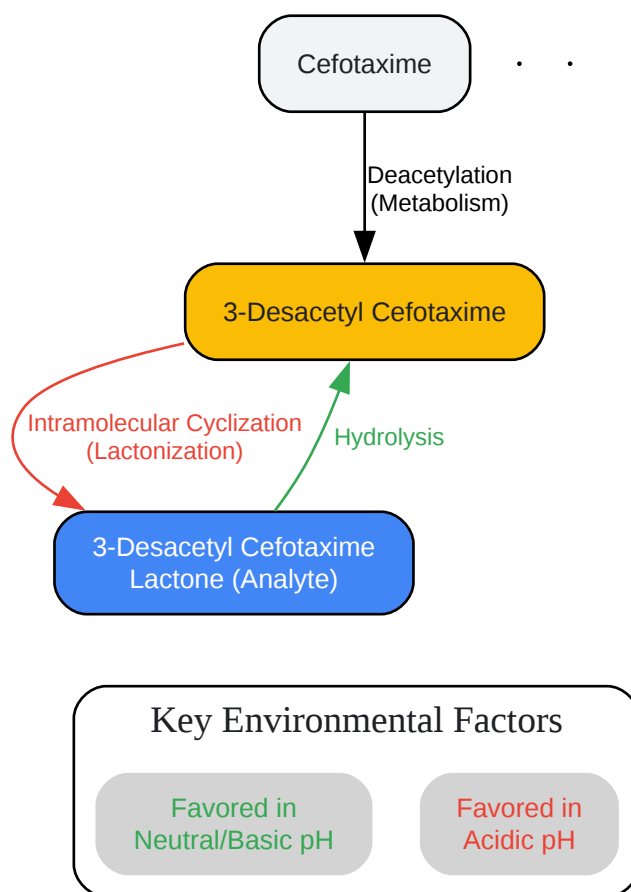 Cefotaxime
Deacetylation
(Metabolism)
3-Desacetyl Cefotaxime
Intramolecular Cyclization
(Lactonization)
Hydrolysis
3-Desacetyl Cefotaxime
Lactone (Analyte)
Key Environmental Factors
Favored in
Neutral/Basic pH
Favored in
Acidic pH